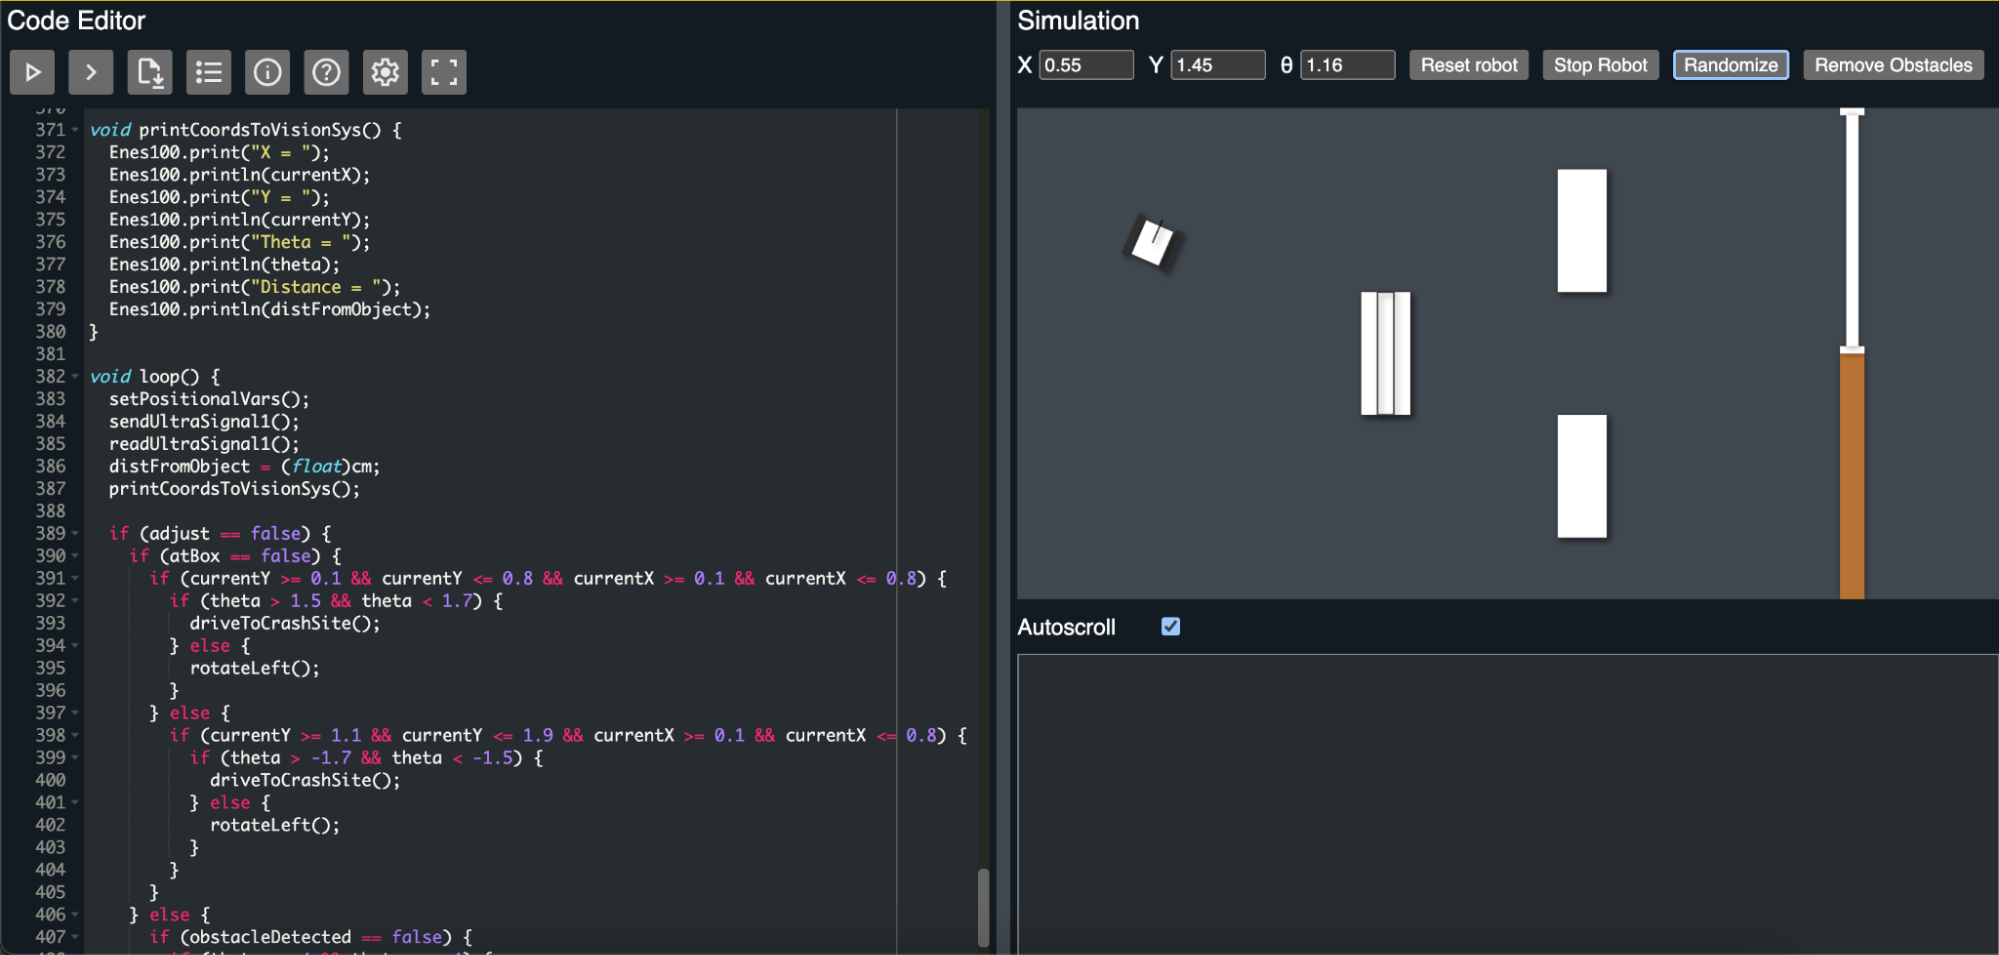 Code Editor
371 void printCoordsToVisionSys() {
372 Enes100.print("X = ");
373 Enes100.println(currentX);
374 Enes100.print("Y = ");
375 Enes100.println(currentY);
376 Enes100.print("Theta = ");
377 Enes100.println(theta);
378 Enes100.print("Distance = ");
379 Enes100.println(distFromObject);
380 }
381
382 void loop() {
383 setPositionalVars();
384 sendUltraSignal1();
385 readUltraSignal1();
386 distFromObject = (float)cm;
387 printCoordsToVisionSys();
388
389 if (adjust == false) {
390 if (atBox == false) {
391 if (currentY >= 0.1 && currentY <= 0.8 && currentX >= 0.1 && currentX <= 0.8) {
392 if (theta > 1.5 && theta < 1.7) {
393 driveToCrashSite();
394 } else {
395 rotateLeft();
396 }
397 } else {
398 if (currentY >= 1.1 && currentY <= 1.9 && currentX >= 0.1 && currentX <= 0.8) {
399 if (theta > -1.7 && theta < -1.5) {
400 driveToCrashSite();
401 } else {
402 rotateLeft();
403 }
404 }
405 }
406 } else {
407 if (obstacleDetected == false) {
Simulation
X 0.55 Y 1.45 θ 1.16 Reset robot Stop Robot Randomize Remove Obstacles
Autoscroll